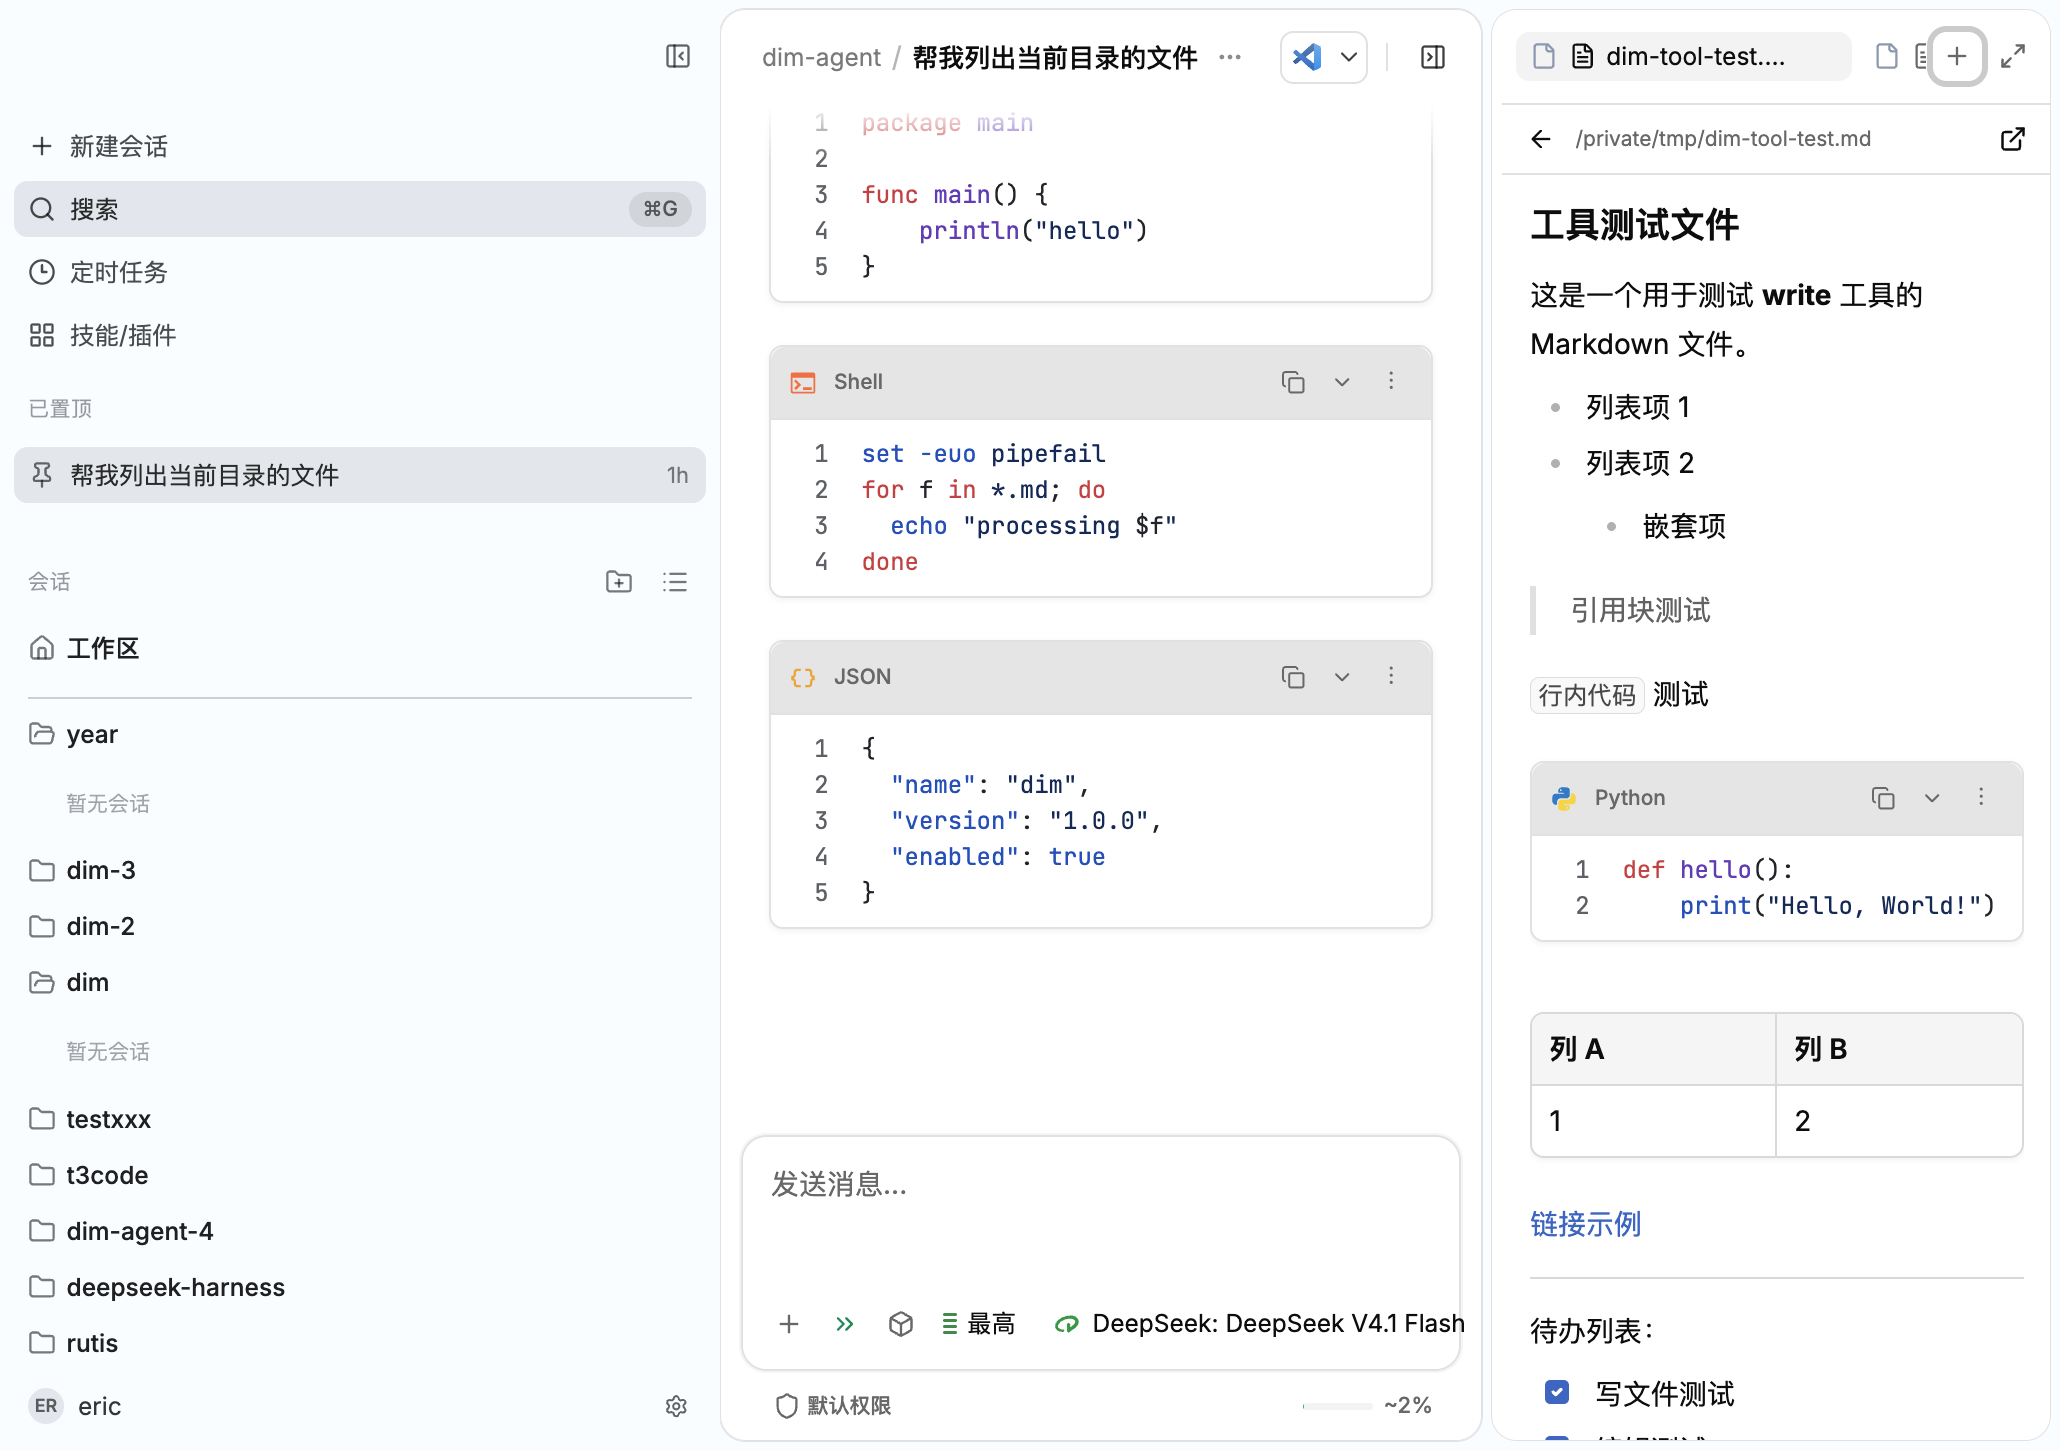 新建会话
搜索 ⌘G
定时任务
技能/插件
已置顶
帮我列出当前目录的文件 1h
会话
工作区
year
暂无会话
dim-3
dim-2
dim
暂无会话
testxxx
t3code
dim-agent-4
deepseek-harness
rutis
ER eric
dim-agent / 帮我列出当前目录的文件 ···
1 package main
2
3 func main() {
4     println("hello")
5 }
Shell
1 set -euo pipefail
2 for f in *.md; do
3   echo "processing $f"
4 done
JSON
1 {
2   "name": "dim",
3   "version": "1.0.0",
4   "enabled": true
5 }
发送消息...
最高 DeepSeek: DeepSeek V4.1 Flash
默认权限 ~2%
dim-tool-test....
/private/tmp/dim-tool-test.md
工具测试文件
这是一个用于测试 write 工具的
Markdown 文件。
列表项 1
列表项 2
嵌套项
引用块测试
行内代码 测试
Python
1 def hello():
2     print("Hello, World!")
列 A 列 B
1 2
链接示例
待办列表：
写文件测试